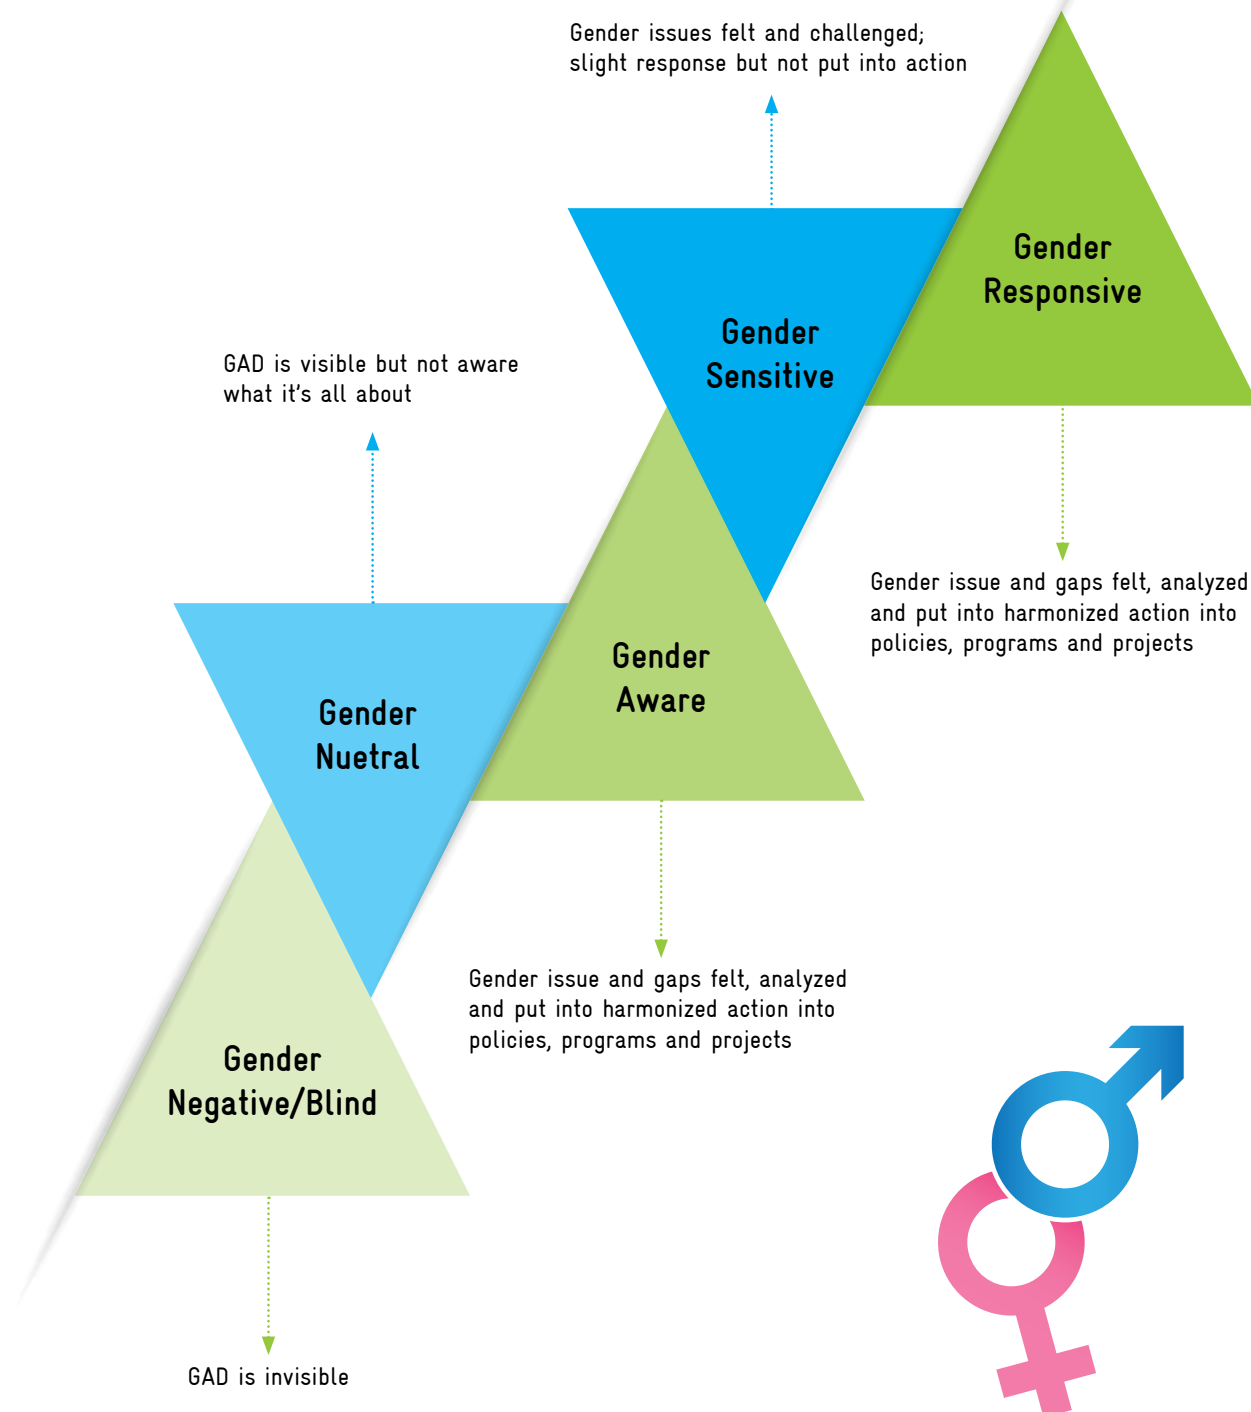 Gender issues felt and challenged;
slight response but not put into action
Gender
Responsive
Gender
Sensitive
GAD is visible but not aware
what it's all about
Gender issue and gaps felt, analyzed
and put into harmonized action into
policies, programs and projects
Gender
Aware
Gender
Nuetral
Gender issue and gaps felt, analyzed
and put into harmonized action into
policies, programs and projects
Gender
Negative/Blind
GAD is invisible